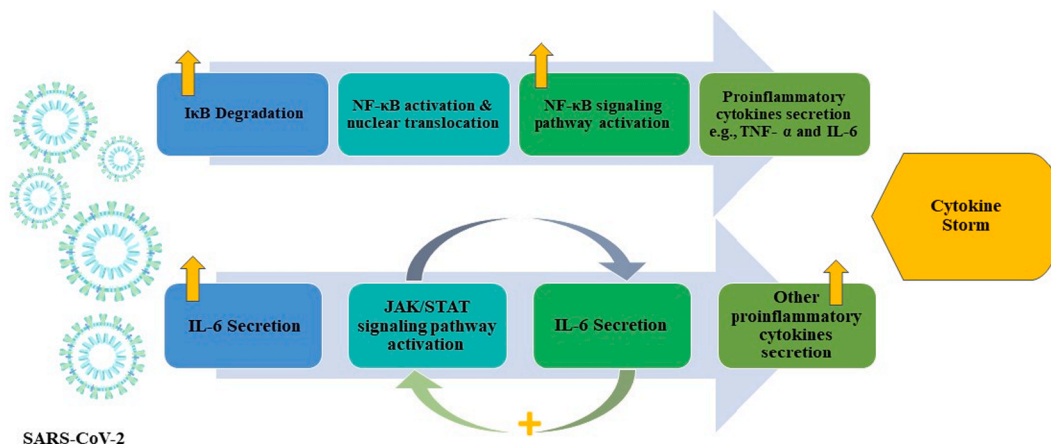 IκB Degradation
NF-κB activation &
nuclear translocation
NF-κB signaling
pathway activation
Proinflammatory
cytokines secretion
e.g., TNF- α and IL-6
Cytokine
Storm
IL-6 Secretion
JAK/STAT
signaling pathway
activation
IL-6 Secretion
Other
proinflammatory
cytokines
secretion
+
SARS-CoV-2